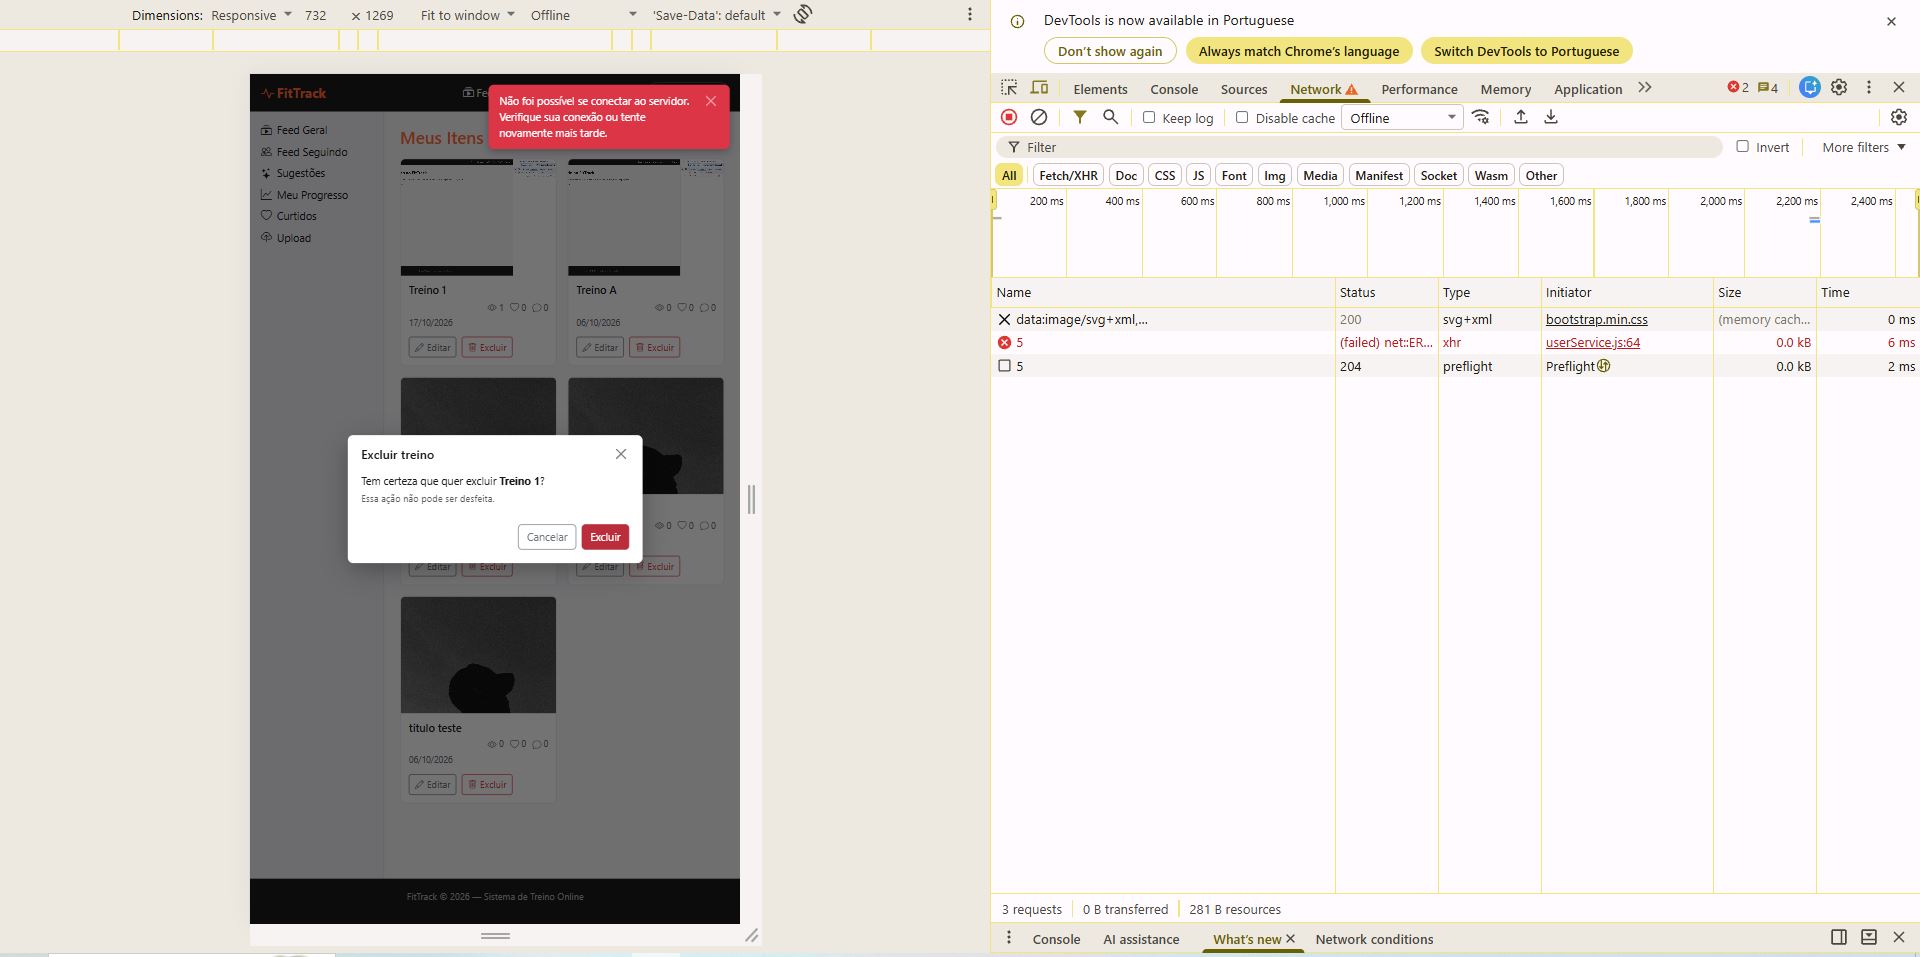 Dimensions: Responsive 732 × 1269 Fit to window Offline 'Save-Data': default
DevTools is now available in Portuguese
Don't show again Always match Chrome's language Switch DevTools to Portuguese
Elements Console Sources Network Performance Memory Application 2 4
Keep log Disable cache Offline
Filter Invert More filters
All Fetch/XHR Doc CSS JS Font Img Media Manifest Socket Wasm Other
200 ms 400 ms 600 ms 800 ms 1,000 ms 1,200 ms 1,400 ms 1,600 ms 1,800 ms 2,000 ms 2,200 ms 2,400 ms
Name Status Type Initiator Size Time
data:image/svg+xml,... 200 svg+xml bootstrap.min.css (memory cach... 0 ms
5 (failed) net::ER... xhr userService.js:64 0.0 kB 6 ms
5 204 preflight Preflight 0.0 kB 2 ms
3 requests 0 B transferred 281 B resources
Console AI assistance What's new Network conditions
FitTrack
Não foi possível se conectar ao servidor.
Verifique sua conexão ou tente
novamente mais tarde.
Feed Geral
Feed Seguindo
Sugestões
Meu Progresso
Curtidos
Upload
Meus Itens
Treino 1
1 0 0
17/10/2026
Editar Excluir
Treino A
0 0 0
06/10/2026
Editar Excluir
Excluir treino
Tem certeza que quer excluir Treino 1?
Essa ação não pode ser desfeita.
Cancelar Excluir
0 0 0
Editar Excluir
Editar Excluir
titulo teste
0 0 0
06/10/2026
Editar Excluir
FitTrack © 2026 — Sistema de Treino Online